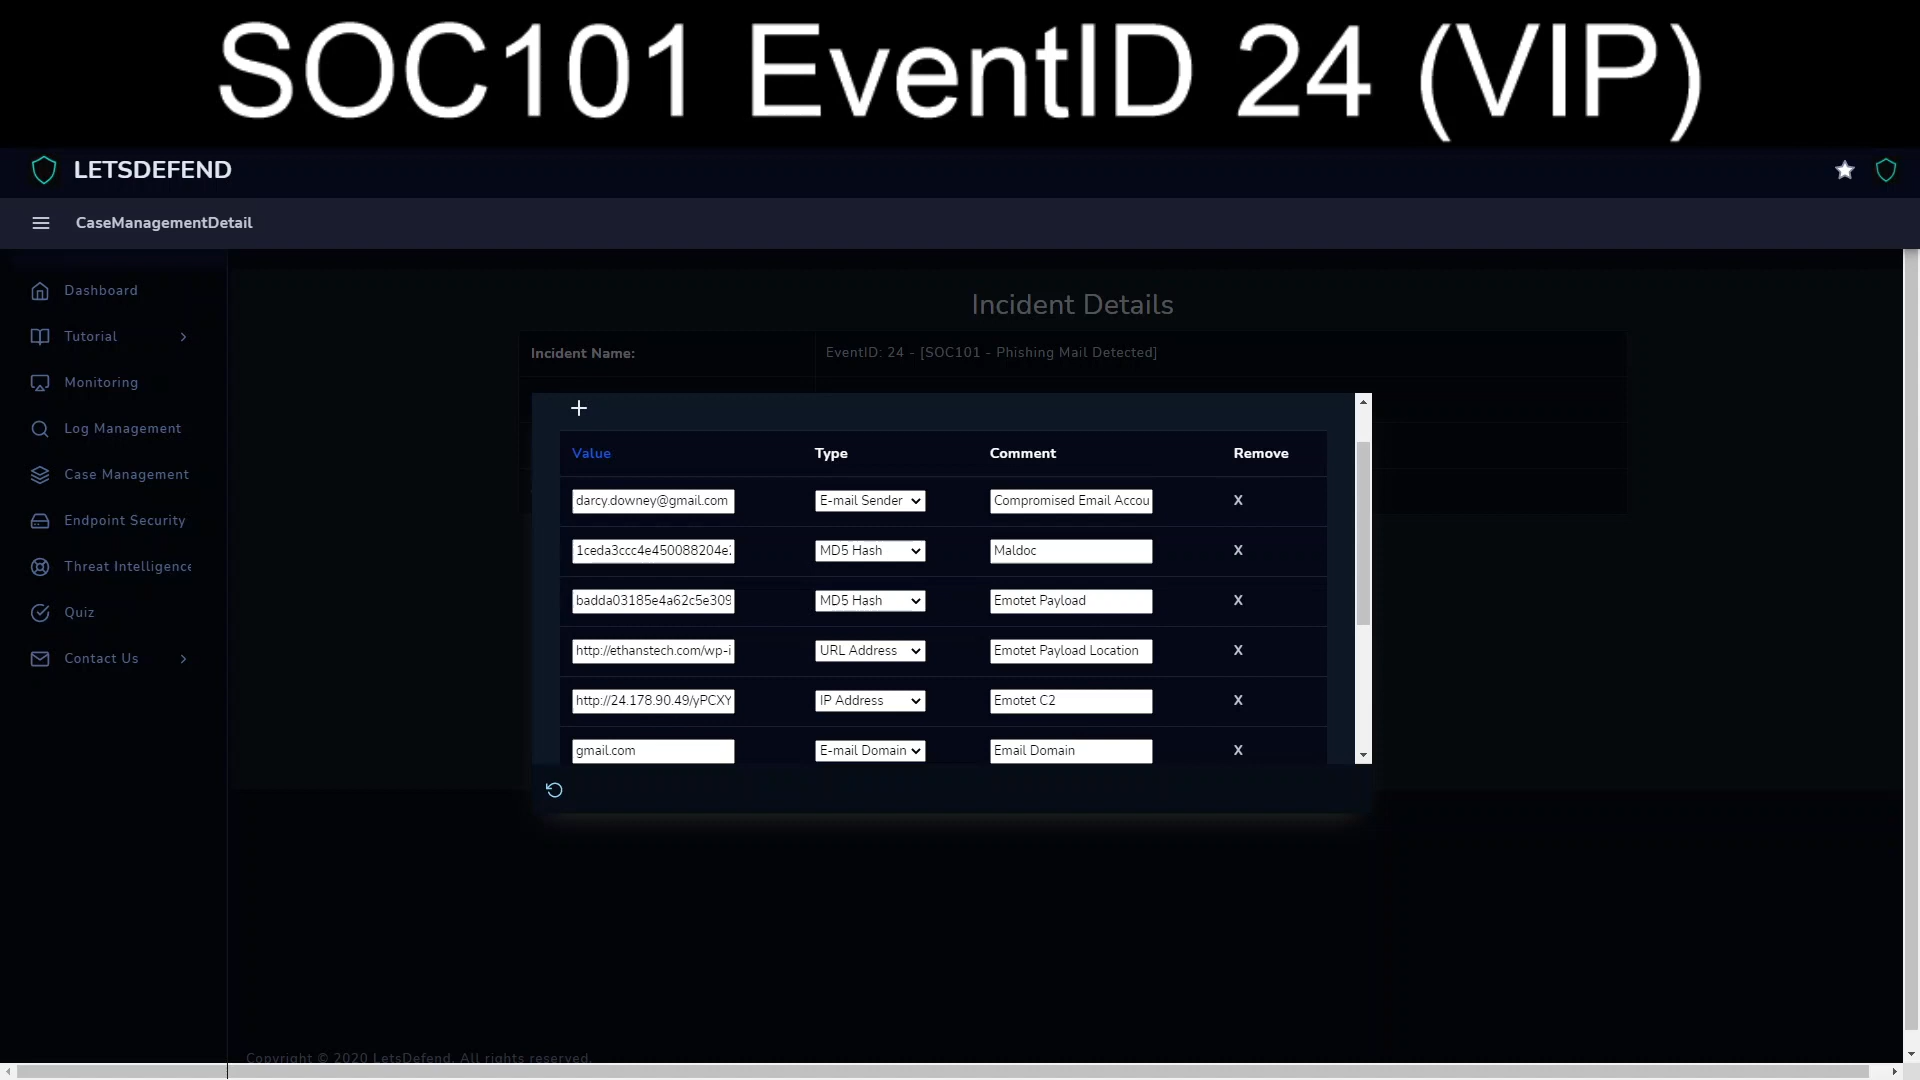 SOC101 EventID 24 (VIP)
LETSDEFEND
CaseManagementDetail
Dashboard
Tutorial
Monitoring
Log Management
Case Management
Endpoint Security
Threat Intelligence
Quiz
Contact Us
Incident Details
Incident Name: EventID: 24 - [SOC101 - Phishing Mail Detected]
Value Type Comment Remove
darcy.downey@gmail.com E-mail Sender Compromised Email Accou X
1ceda3ccc4e450088204e MD5 Hash Maldoc X
badda03185e4a62c5e309 MD5 Hash Emotet Payload X
http://ethanstech.com/wp-i URL Address Emotet Payload Location X
http://24.178.90.49/yPCXY IP Address Emotet C2 X
gmail.com E-mail Domain Email Domain X
Copyright © 2020 LetsDefend. All rights reserved.